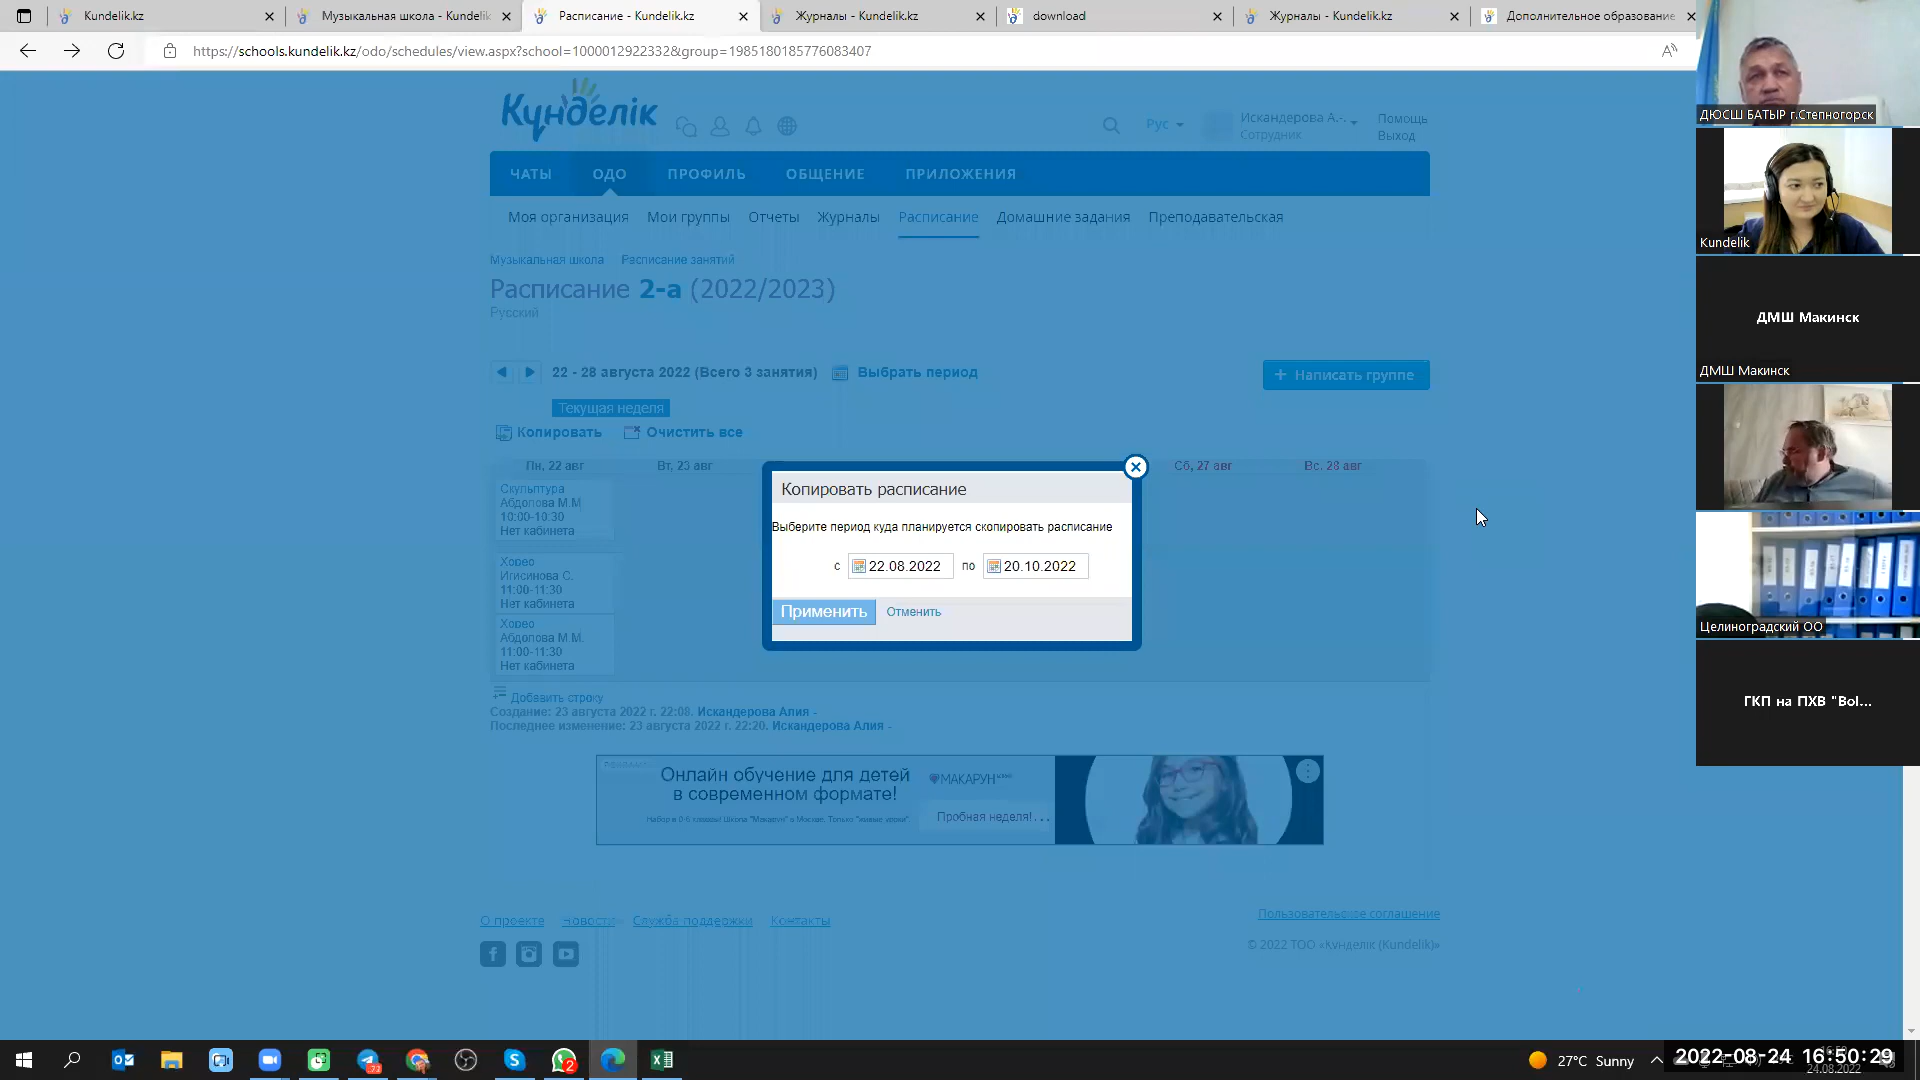 Kundelik.kz
Музыкальная школа - Kundelik
Расписание - Kundelik.kz
Журналы - Kundelik.kz
download
Журналы - Kundelik.kz
Дополнительное образование
https://schools.kundelik.kz/odo/schedules/view.aspx?school=1000012922332&group=1985180185776083407
Күнделік
Рус
Искандерова А.-.
Сотрудник
Помощь
Выход
ЧАТЫ ОДО ПРОФИЛЬ ОБЩЕНИЕ ПРИЛОЖЕНИЯ
Моя организация Мои группы Отчеты Журналы Расписание Домашние задания Преподавательская
Музыкальная школа Расписание занятий
Расписание 2-а (2022/2023)
Русский
22 - 28 августа 2022 (Всего 3 занятия) Выбрать период
+ Написать группе
Текущая неделя
Копировать Очистить все
Пн, 22 авг Вт, 23 авг Сб, 27 авг Вс, 28 авг
Скульптура
Абдолова М.М
10:00-10:30
Нет кабинета
Хорео
Игисинова С.
11:00-11:30
Нет кабинета
Хорео
Абдолова М.М.
11:00-11:30
Нет кабинета
Копировать расписание
Выберите период куда планируется скопировать расписание
с 22.08.2022 по 20.10.2022
Применить Отменить
Добавить строку
Создание: 23 августа 2022 г. 22:08. Искандерова Алия -
Последнее изменение: 23 августа 2022 г. 22:20. Искандерова Алия -
Онлайн обучение для детей
в современном формате!
МАКАРУН
Пробная неделя!...
О проекте Новости Служба поддержки Контакты
Пользовательское соглашение
© 2022 ТОО «Күнделік (Kundelik)»
ДЮСШ БАТЫР г.Степногорск
Kundelik
ДМШ Макинск
ДМШ Макинск
Целиноградский ОО
ГКП на ПХВ "Bol...
27°C Sunny
2022-08-24 16:50:29
24.08.2022